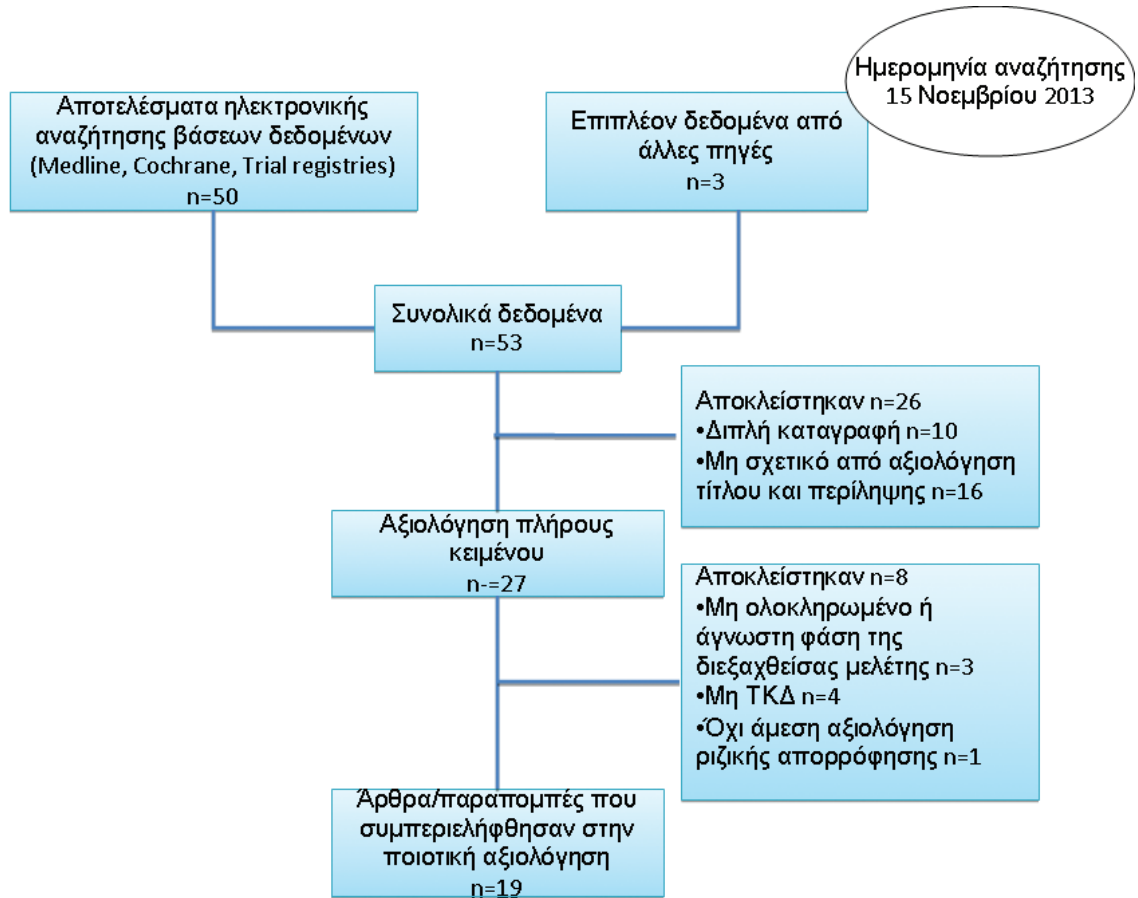 Ημερομηνία αναζήτησης
15 Νοεμβρίου 2013
Αποτελέσματα ηλεκτρονικής
αναζήτησης βάσεων δεδομένων
(Medline, Cochrane, Trial registries)
n=50
Επιπλέον δεδομένα από
άλλες πηγές
n=3
Συνολικά δεδομένα
n=53
Αποκλείστηκαν n=26
•Διπλή καταγραφή n=10
•Μη σχετικό από αξιολόγηση
τίτλου και περίληψης n=16
Αξιολόγηση πλήρους
κειμένου
n-=27
Αποκλείστηκαν n=8
•Μη ολοκληρωμένο ή
άγνωστη φάση της
διεξαχθείσας μελέτης n=3
•Μη ΤΚΔ n=4
•Όχι άμεση αξιολόγηση
ριζικής απορρόφησης n=1
Άρθρα/παραπομπές που
συμπεριελήφθησαν στην
ποιοτική αξιολόγηση
n=19